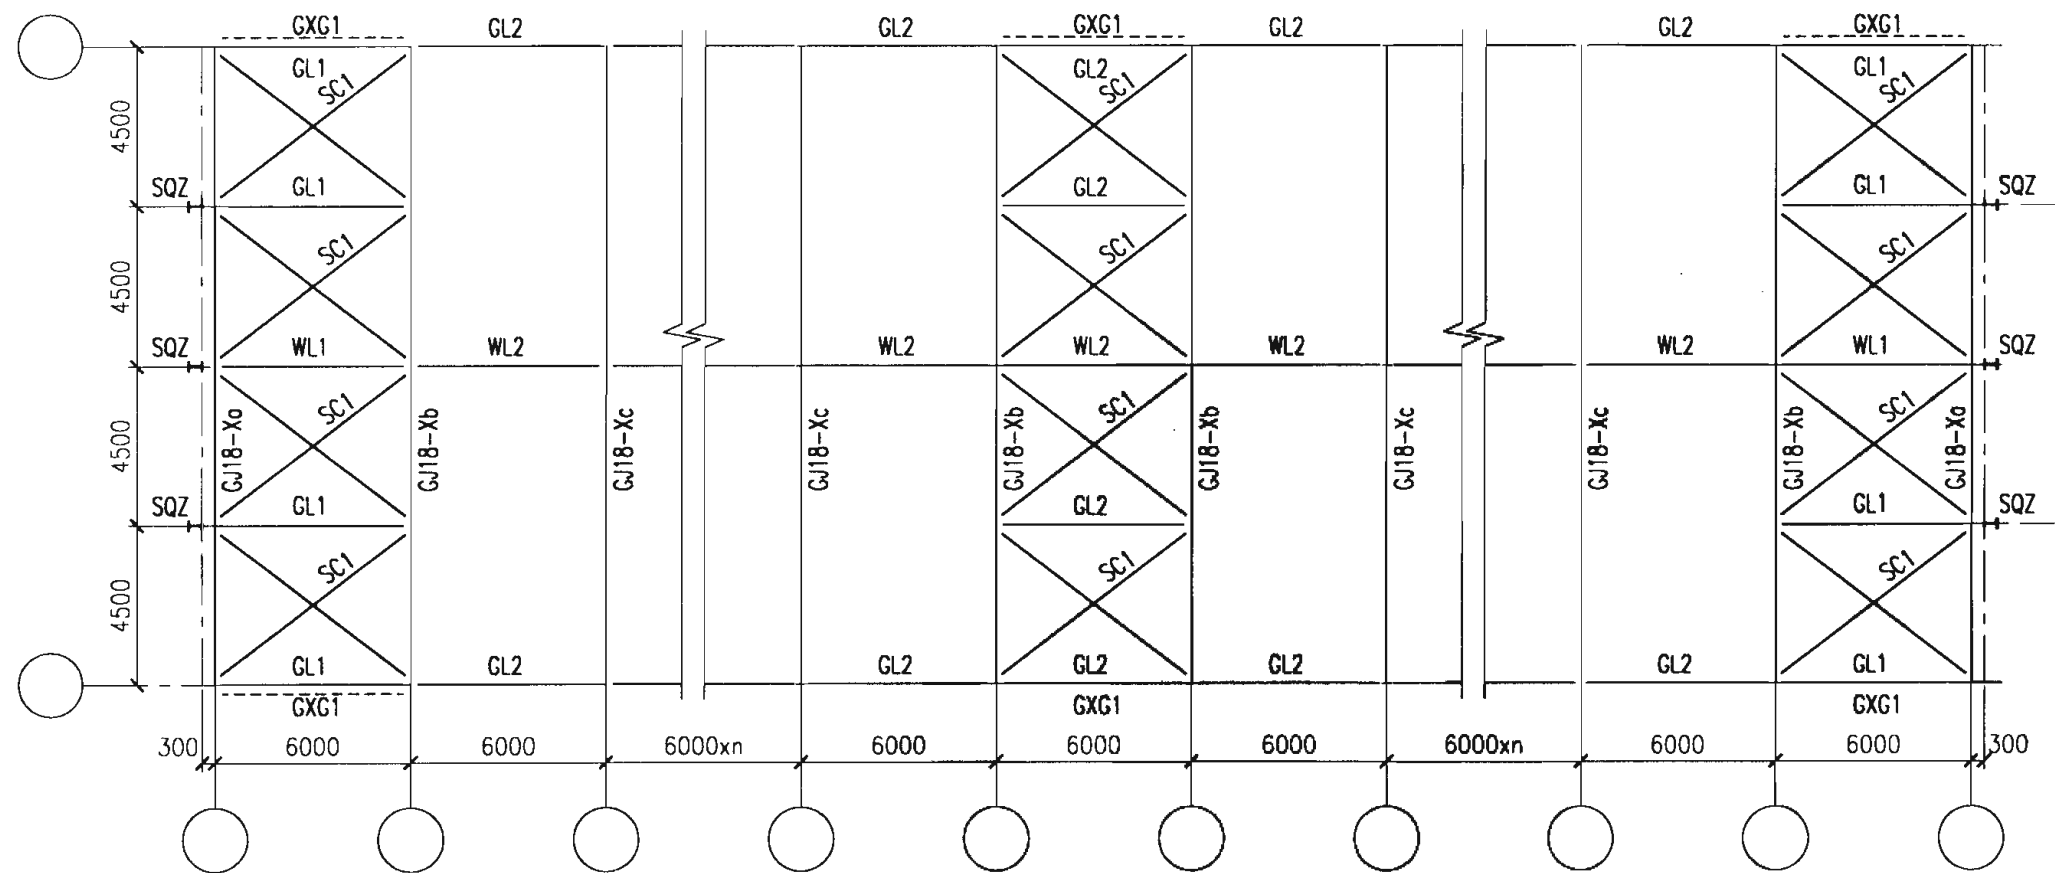 GXG1 GL2 GL2 GXG1 GL2 GL2 GXG1
GL1 GL2 GL1
SC1 SC1 SC1
4500
SQZ GL1 GL2 GL1 SQZ
SC1 SC1 SC1
4500
SQZ WL1 WL2 WL2 WL2 WL2 WL2 WL1 SQZ
SC1 SC1 SC1
4500
GJ18-Xa GJ18-Xb GJ18-Xc GJ18-Xc GJ18-Xb GJ18-Xb GJ18-Xc GJ18-Xc GJ18-Xb GJ18-Xa
SQZ GL1 GL2 GL1 SQZ
SC1 SC1 SC1
4500
GL1 GL2 GL2 GL2 GL2 GL2 GL1
GXG1 GXG1 GXG1
300 6000 6000 6000xn 6000 6000 6000 6000xn 6000 6000 300